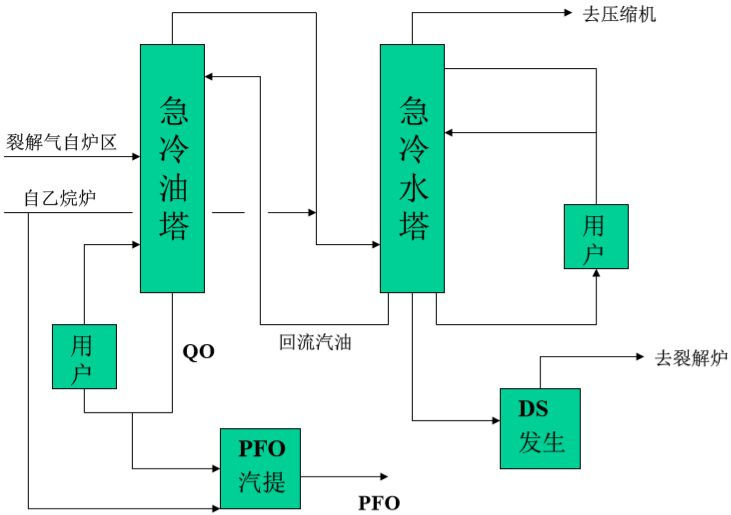 去压缩机
急冷油塔
急冷水塔
裂解气自炉区
自乙烷炉
用户
用户
QO
回流汽油
去裂解炉
DS
发生
PFO
汽提
PFO